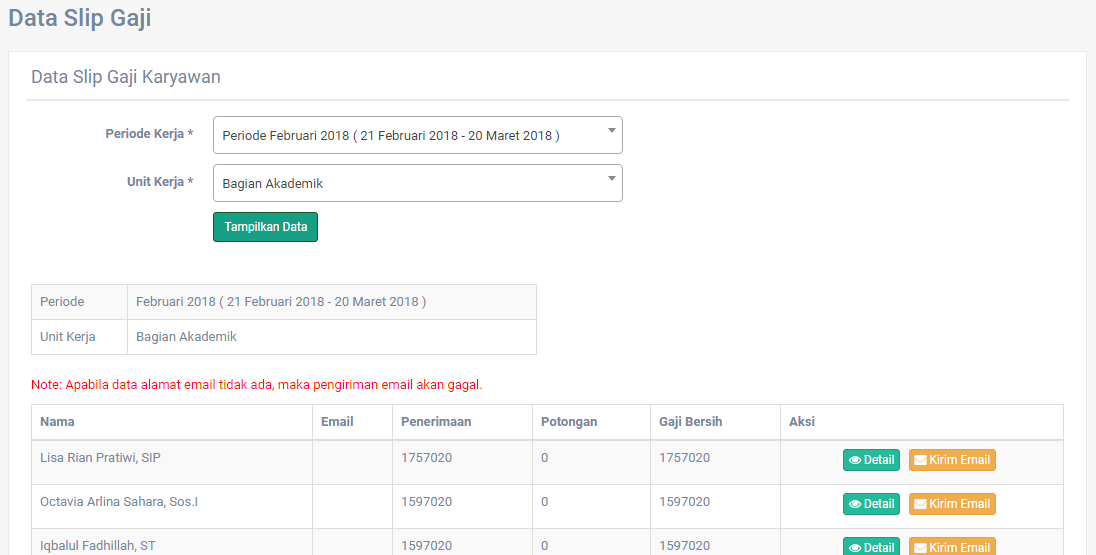 Data Slip Gaji
Data Slip Gaji Karyawan
Periode Kerja * Periode Februari 2018 ( 21 Februari 2018 - 20 Maret 2018 )
Unit Kerja * Bagian Akademik
Tampilkan Data
Periode Februari 2018 ( 21 Februari 2018 - 20 Maret 2018 )
Unit Kerja Bagian Akademik
Note: Apabila data alamat email tidak ada, maka pengiriman email akan gagal.
Nama Email Penerimaan Potongan Gaji Bersih Aksi
Lisa Rian Pratiwi, SIP 1757020 0 1757020 Detail Kirim Email
Octavia Arlina Sahara, Sos.I 1597020 0 1597020 Detail Kirim Email
Iqbalul Fadhillah, ST 1597020 0 1597020 Detail Kirim Email